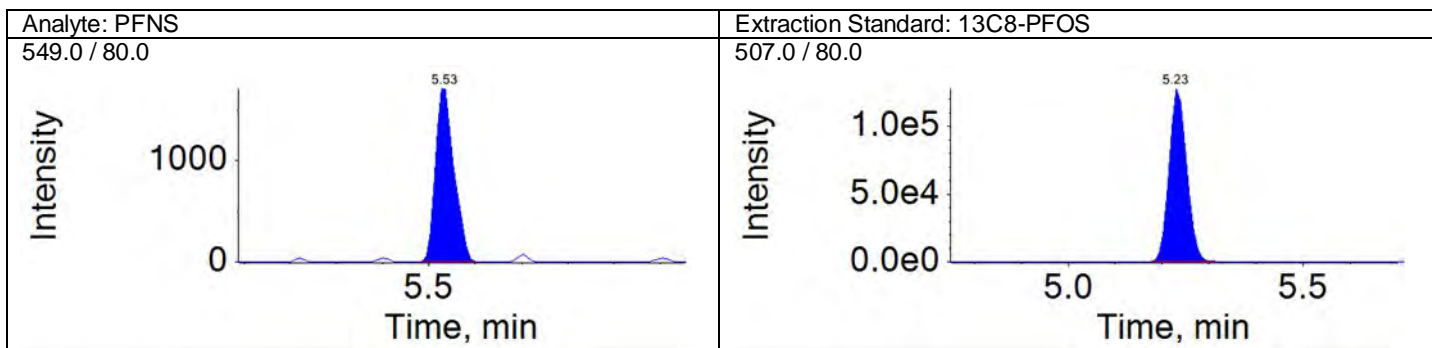 Analyte: PFNS
549.0 / 80.0
5.53
1000
0
Intensity
5.5
Time, min
Extraction Standard: 13C8-PFOS
507.0 / 80.0
5.23
1.0e5
5.0e4
0.0e0
Intensity
5.0 5.5
Time, min